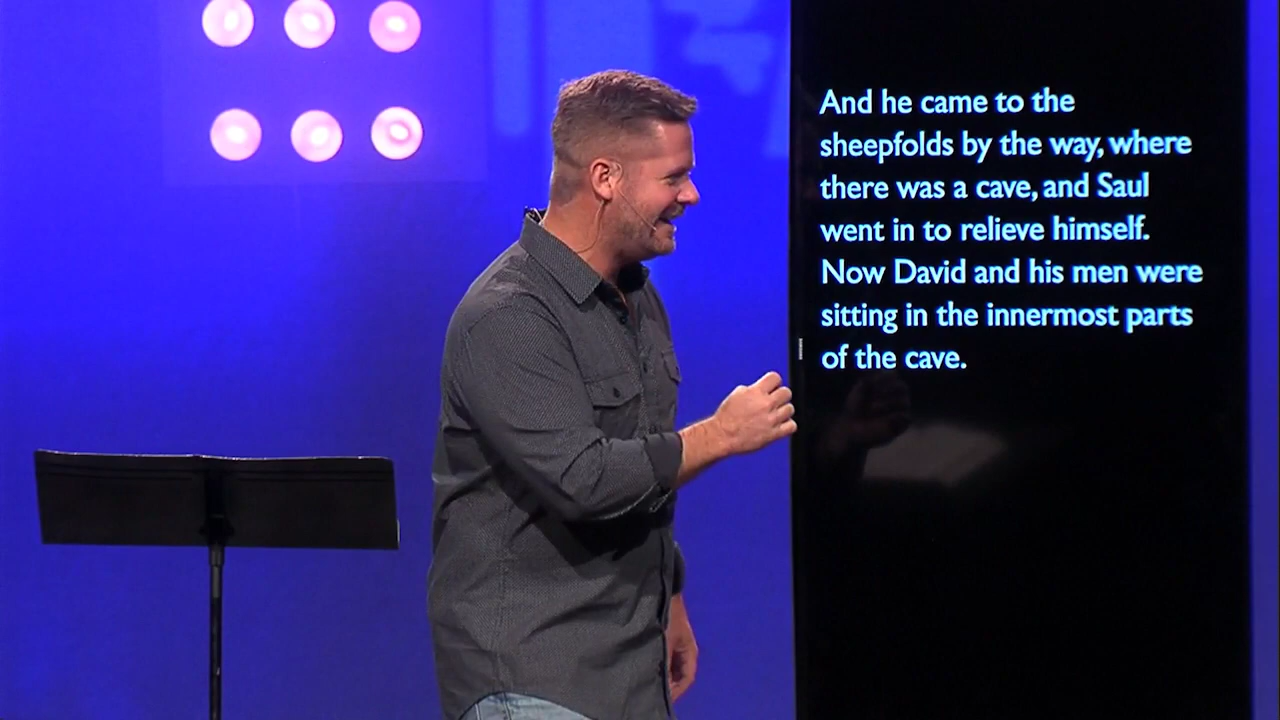 And he came to the
sheepfolds by the way, where
there was a cave, and Saul
went in to relieve himself.
Now David and his men were
sitting in the innermost parts
of the cave.